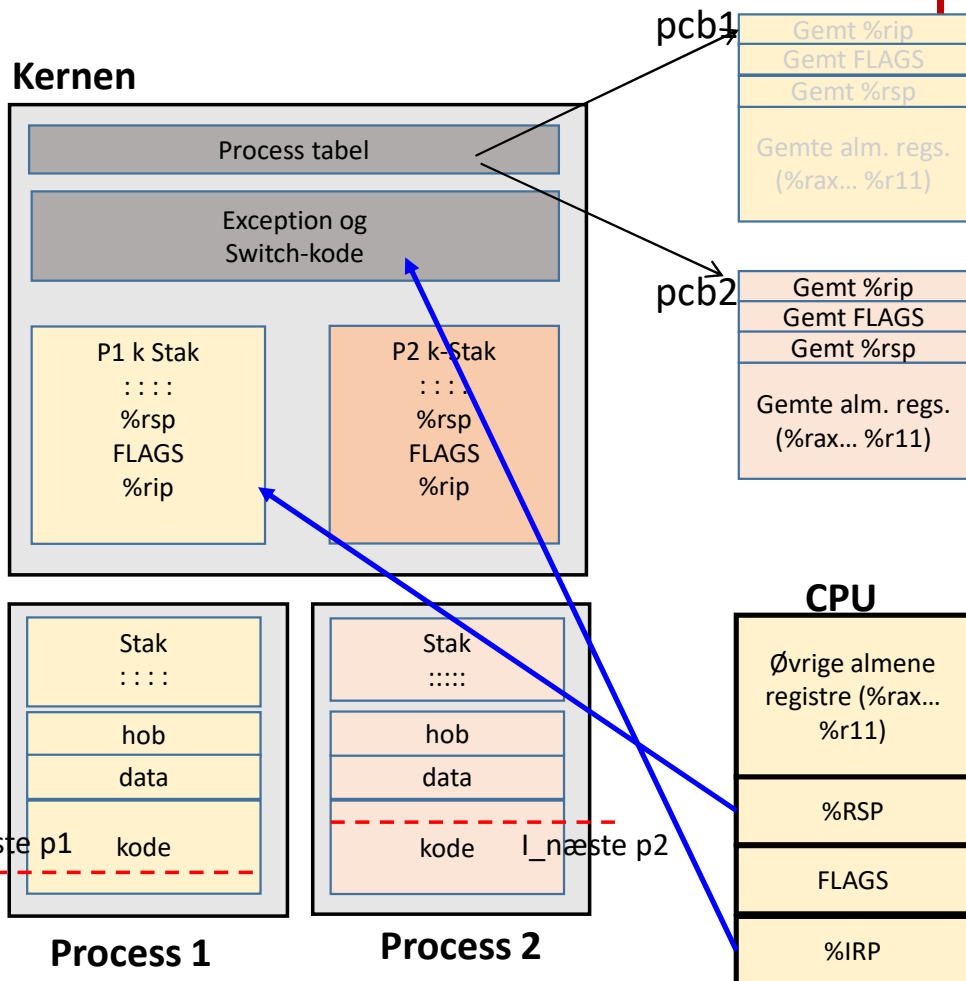 pcb1
Gemt %rip
Gemt FLAGS
Gemt %rsp
Gemte alm. regs.
(%rax... %r11)
Kernen
Process tabel
Exception og
Switch-kode
pcb2
Gemt %rip
Gemt FLAGS
Gemt %rsp
Gemte alm. regs.
(%rax... %r11)
P1 k Stak
: : : :
%rsp
FLAGS
%rip
P2 k-Stak
: : : :
%rsp
FLAGS
%rip
Stak
: : : :
hob
data
kode
p1
Process 1
Stak
:::::
hob
data
kode
I_næste p2
Process 2
CPU
Øvrige almene
registre (%rax...
%r11)
%RSP
FLAGS
%IRP